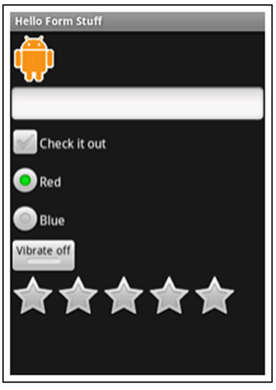 Hello Form Stuff
Check it out
Red
Blue
Vibrate off